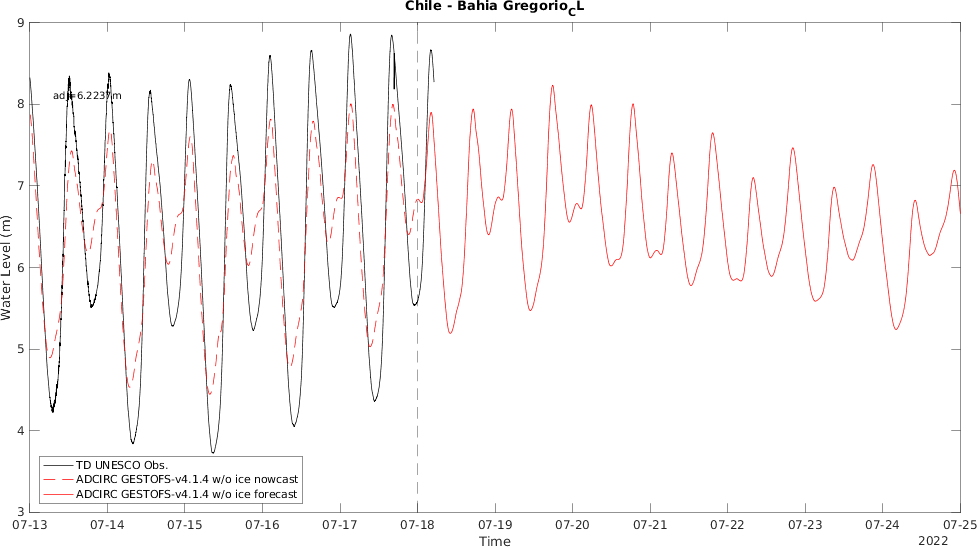 Chile - Bahia Gregorio_CL
9
8
7
6
5
4
3
Water Level (m)
adj=6.2237m
TD UNESCO Obs.
ADCIRC GESTOFS-v4.1.4 w/o ice nowcast
ADCIRC GESTOFS-v4.1.4 w/o ice forecast
07-13 07-14 07-15 07-16 07-17 07-18 07-19 07-20 07-21 07-22 07-23 07-24 07-25
Time
2022